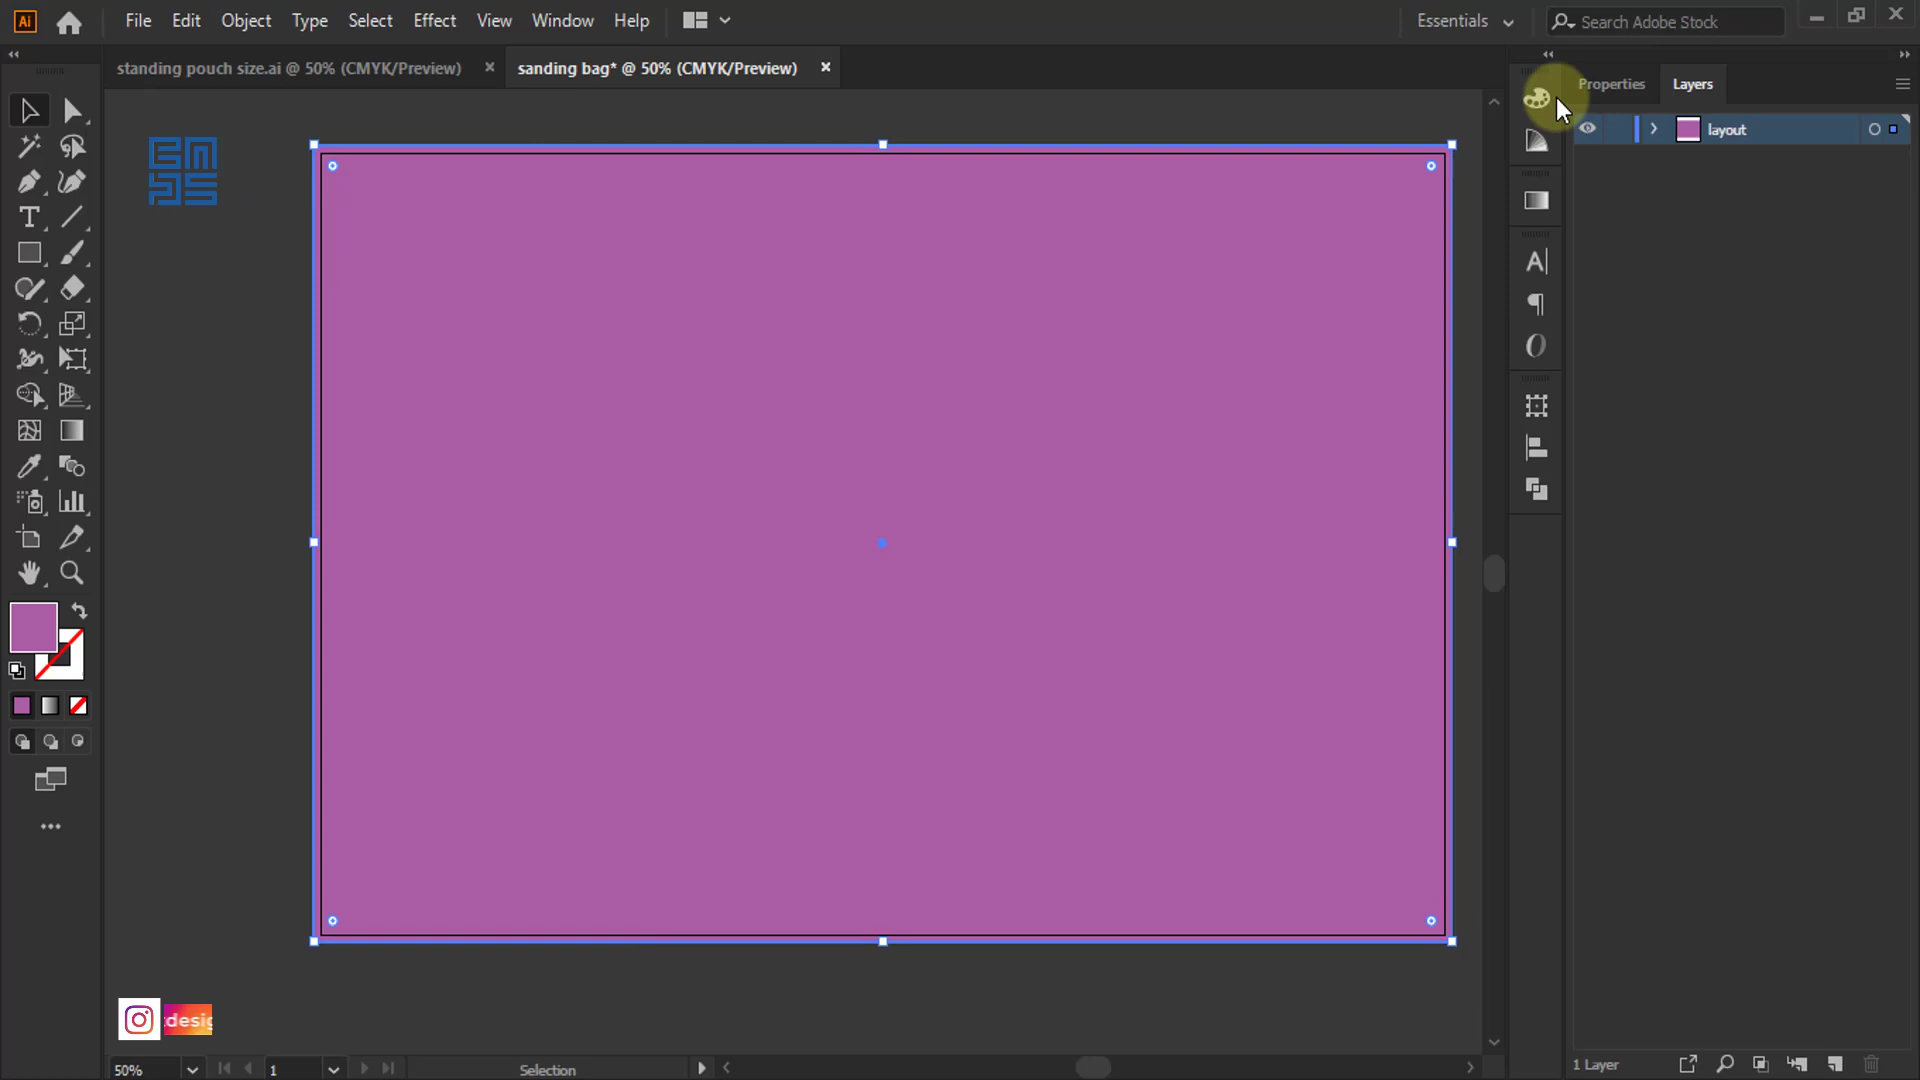 Ai File Edit Object Type Select Effect View Window Help Essentials Search Adobe Stock
standing pouch size.ai @ 50% (CMYK/Preview) × sanding bag* @ 50% (CMYK/Preview) ×
Properties Layers
layout
50% 1 Selection
1 Layer